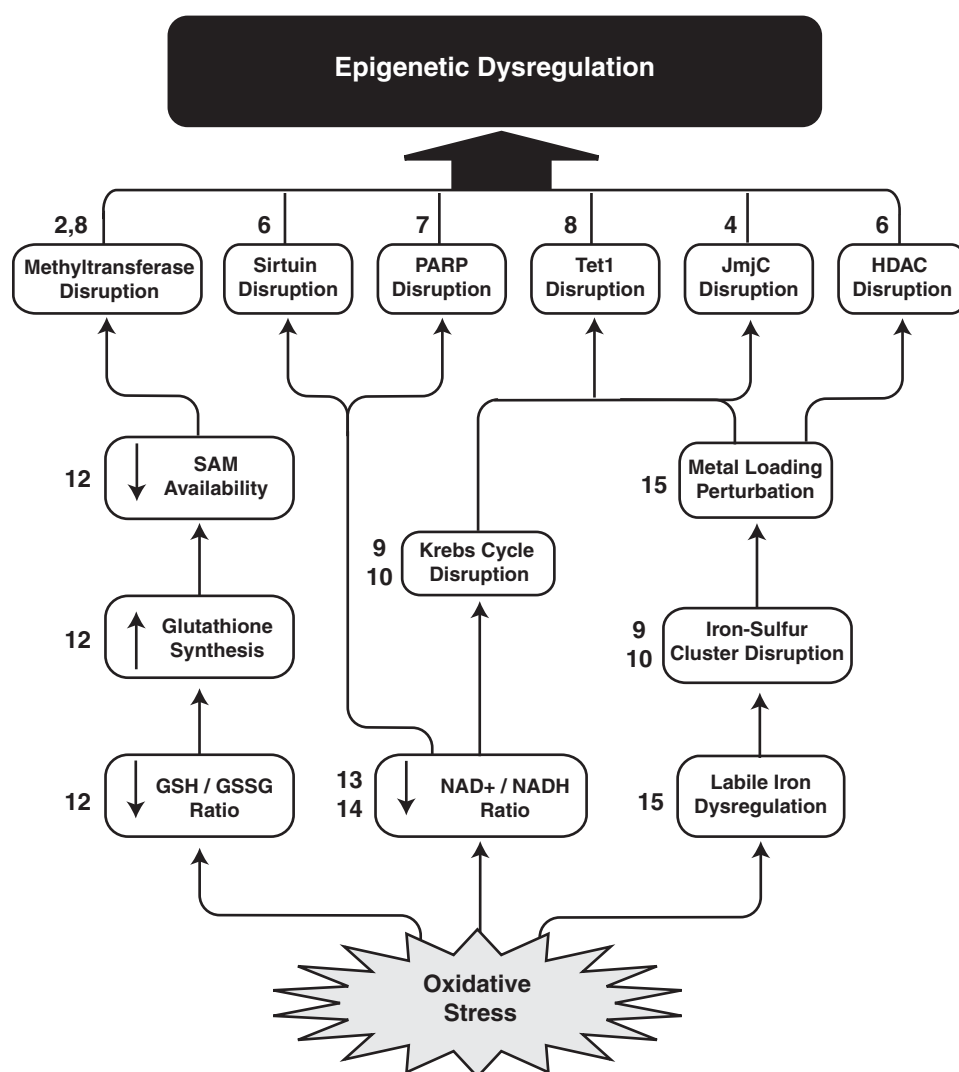 Epigenetic Dysregulation
2,8
6
7
8
4
6
Methyltransferase
Disruption
Sirtuin
Disruption
PARP
Disruption
Tet1
Disruption
JmjC
Disruption
HDAC
Disruption
12
SAM
Availability
15
Metal Loading
Perturbation
9
10
Krebs Cycle
Disruption
12
Glutathione
Synthesis
9
10
Iron-Sulfur
Cluster Disruption
12
GSH / GSSG
Ratio
13
14
NAD+ / NADH
Ratio
15
Labile Iron
Dysregulation
Oxidative
Stress